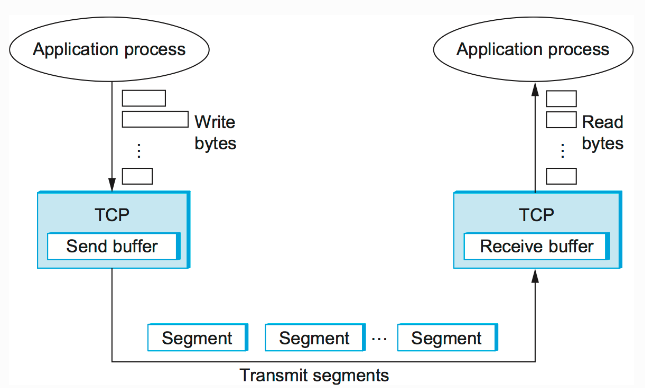 Application process
Application process
Write
bytes
⋮
Read
bytes
⋮
TCP
Send buffer
TCP
Receive buffer
Segment
Segment
...
Segment
Transmit segments